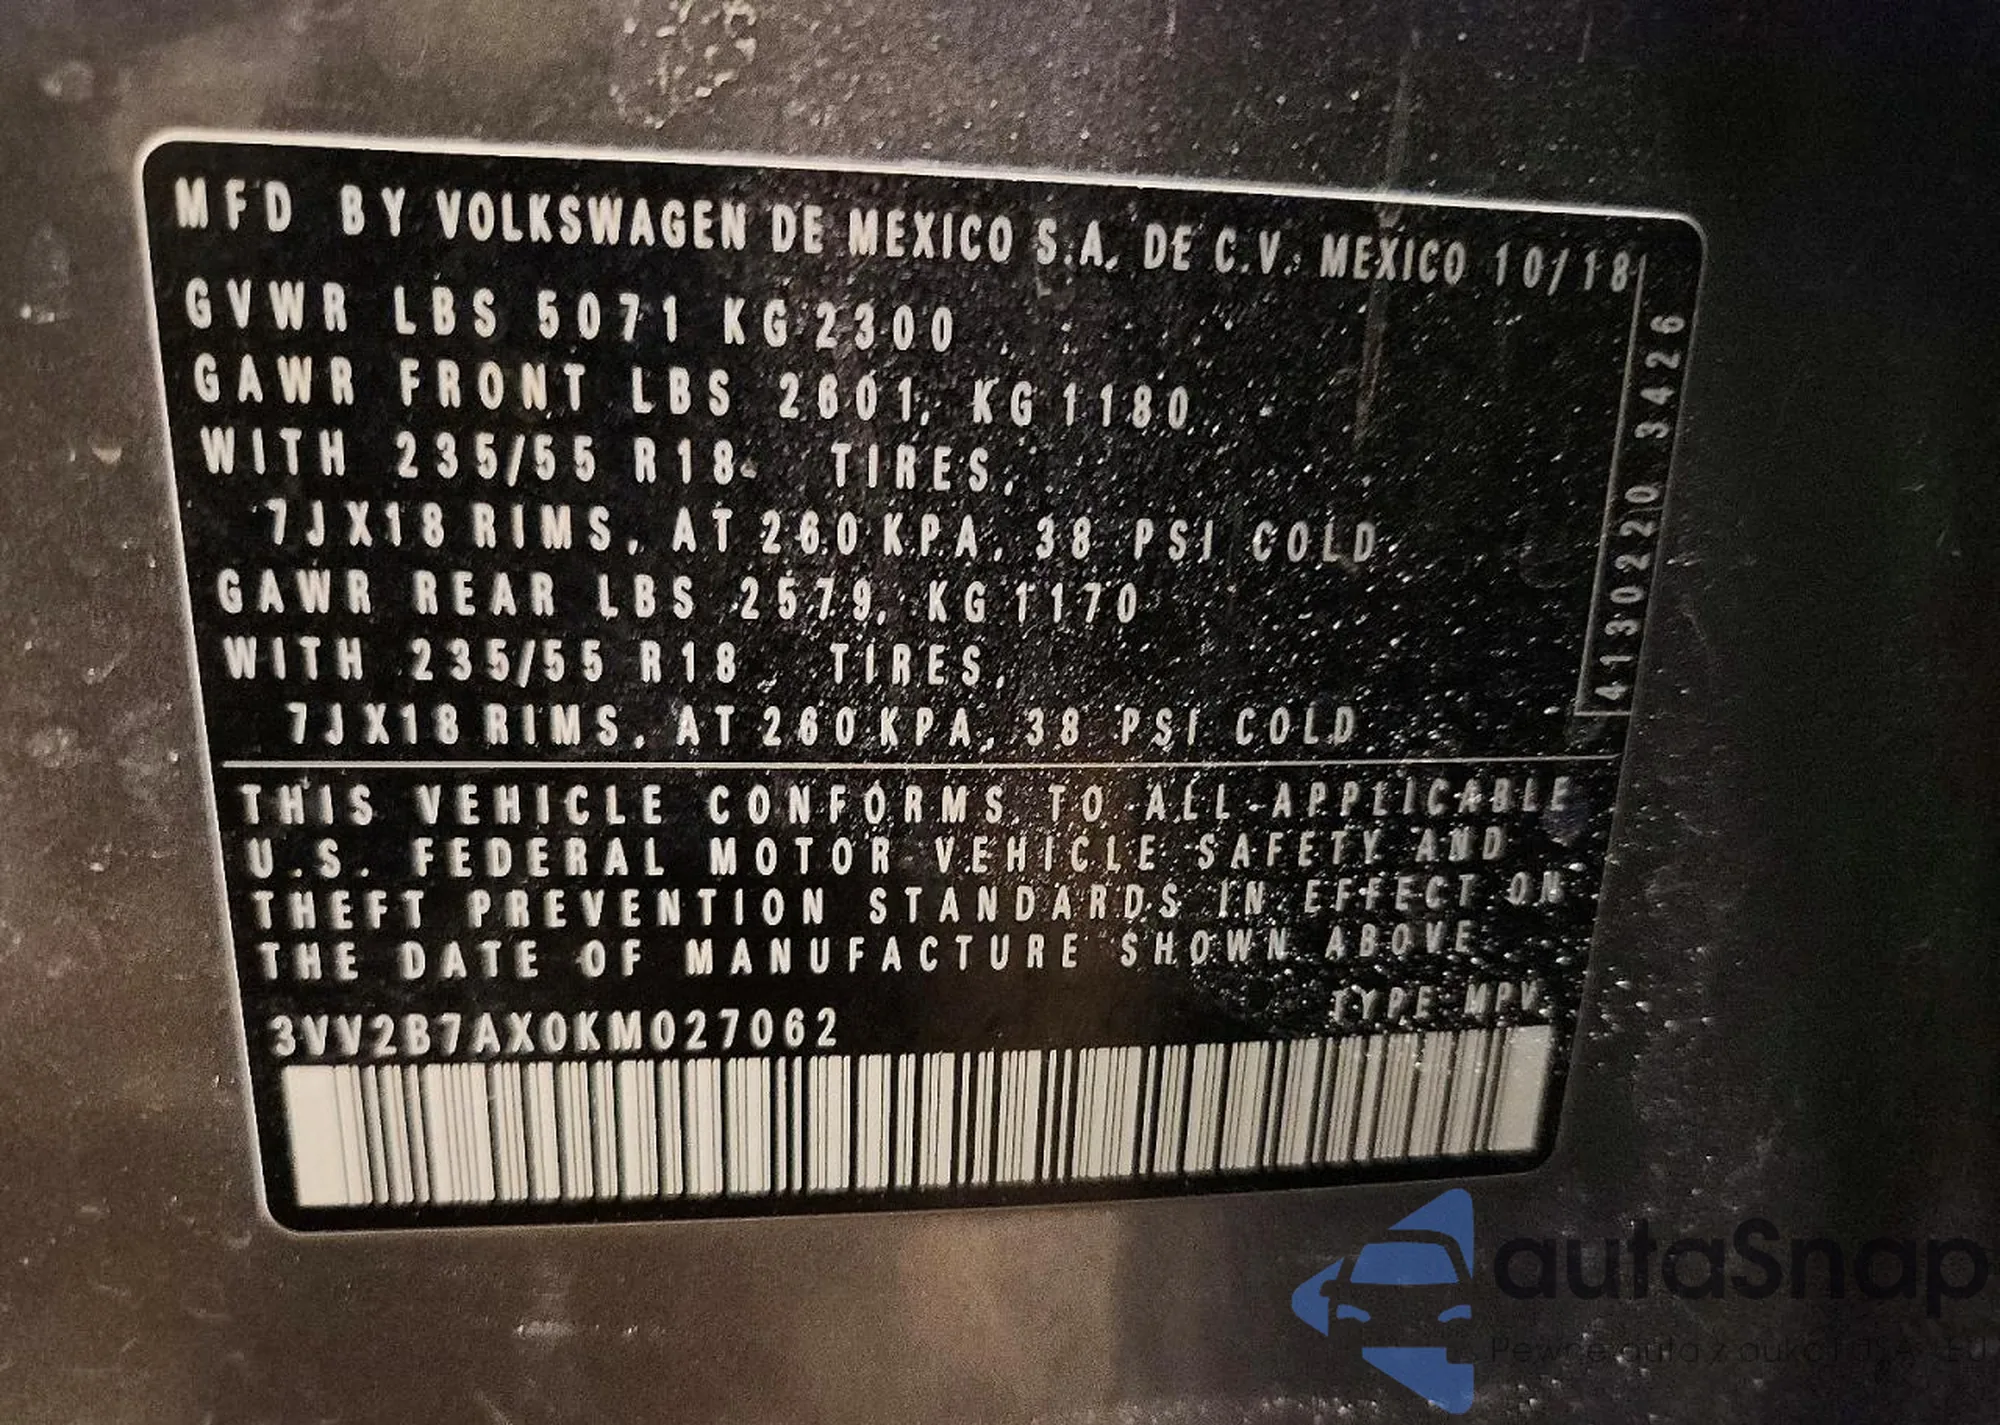 MFD BY VOLKSWAGEN DE MEXICO S.A. DE C.V. MEXICO 10/18
GVWR LBS 5071 KG 2300
GAWR FRONT LBS 2601, KG 1180
WITH 235/55 R18 TIRES,
7JX18 RIMS, AT 260 KPA, 38 PSI COLD
GAWR REAR LBS 2579, KG 1170
WITH 235/55 R18 TIRES,
7JX18 RIMS, AT 260 KPA, 38 PSI COLD
4130220 3426
THIS VEHICLE CONFORMS TO ALL APPLICABLE
U.S. FEDERAL MOTOR VEHICLE SAFETY AND
THEFT PREVENTION STANDARDS IN EFFECT ON
THE DATE OF MANUFACTURE SHOWN ABOVE.
TYPE: MPV
3VV2B7AX0KM027062
autaSnap
Pewne auta z aukcji